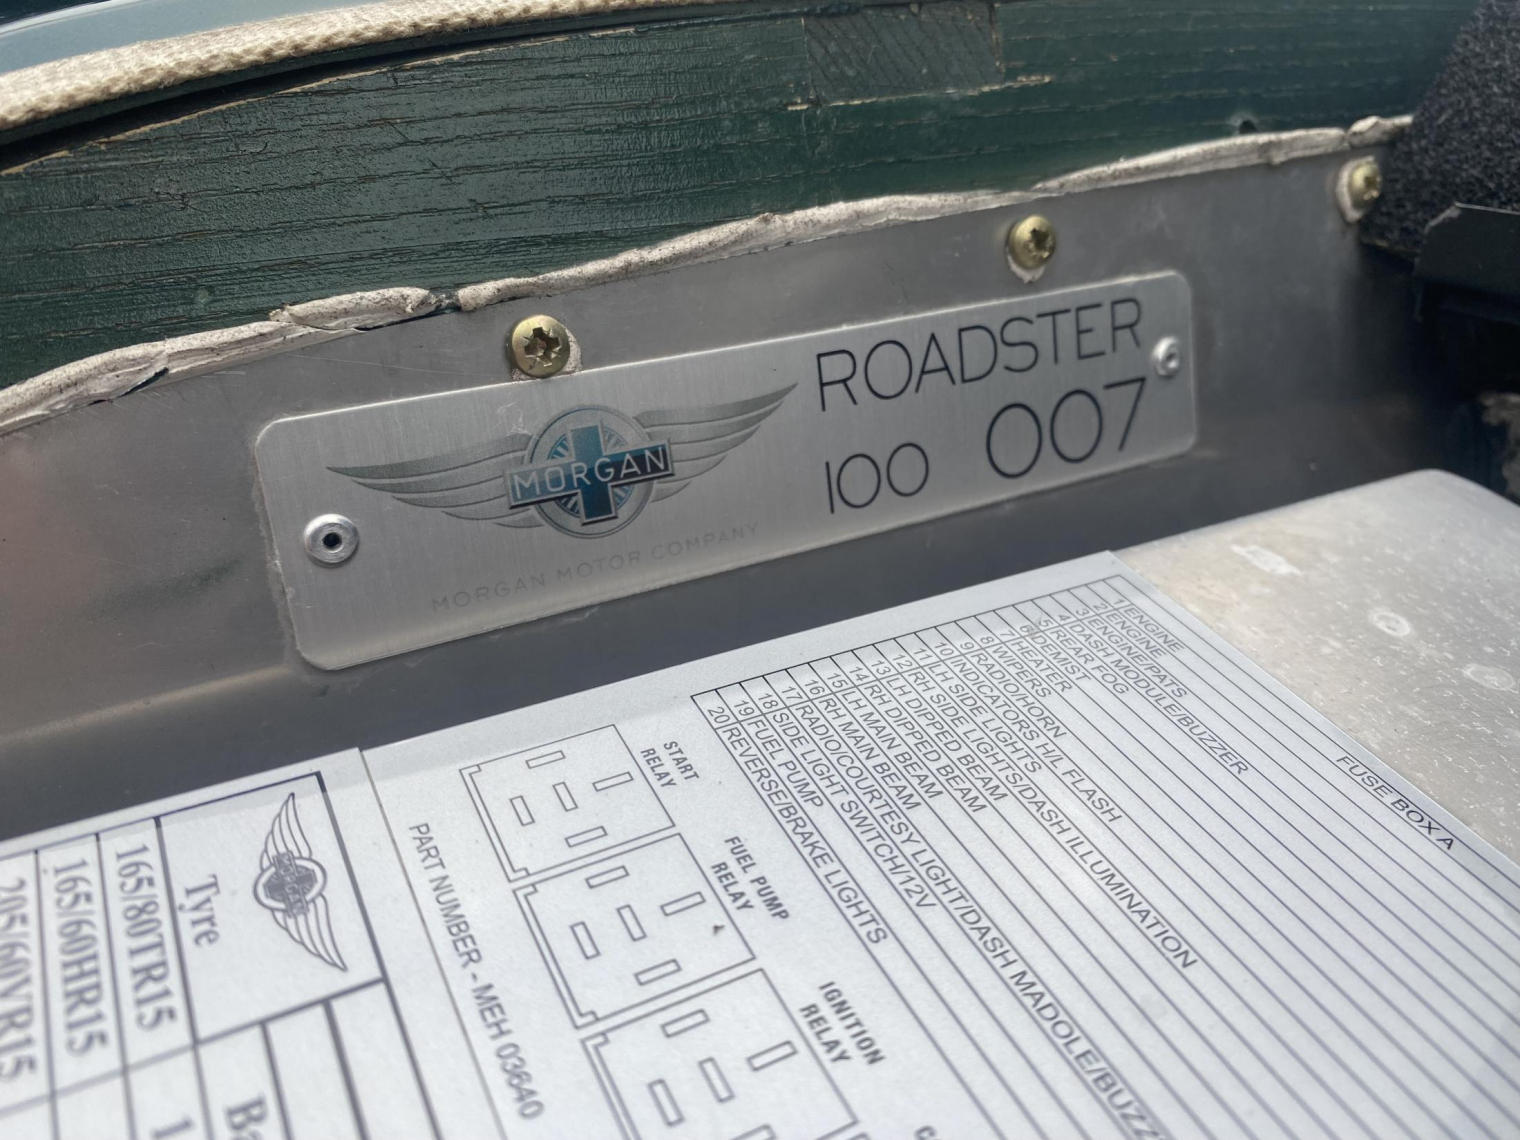 ROADSTER
100 007
MORGAN
MORGAN MOTOR COMPANY
FUSE BOX A
1 ENGINE
2 ENGINE/PATS
3 ENGINE
4 DASH MODULE/BUZZER
5 REAR FOG
6 DEMIST
7 HEATER
8 WIPERS
9 RADIO/HORN
10 INDICATORS H/L FLASH
11 LH SIDE LIGHTS
12 RH SIDE LIGHTS/DASH ILLUMINATION
13 LH DIPPED BEAM
14 RH DIPPED BEAM
15 LH MAIN BEAM
16 RH MAIN BEAM
17 RADIO/COURTESY LIGHT/DASH MADOLE/BUZZ
18 SIDE LIGHT SWITCH/12V
19 FUEL PUMP
20 REVERSE/BRAKE LIGHTS
START
RELAY
FUEL PUMP
RELAY
IGNITION
RELAY
PART NUMBER - MEH 03640
MORGAN
Tyre
165/80TR15
165/60HR15
205/60VR15